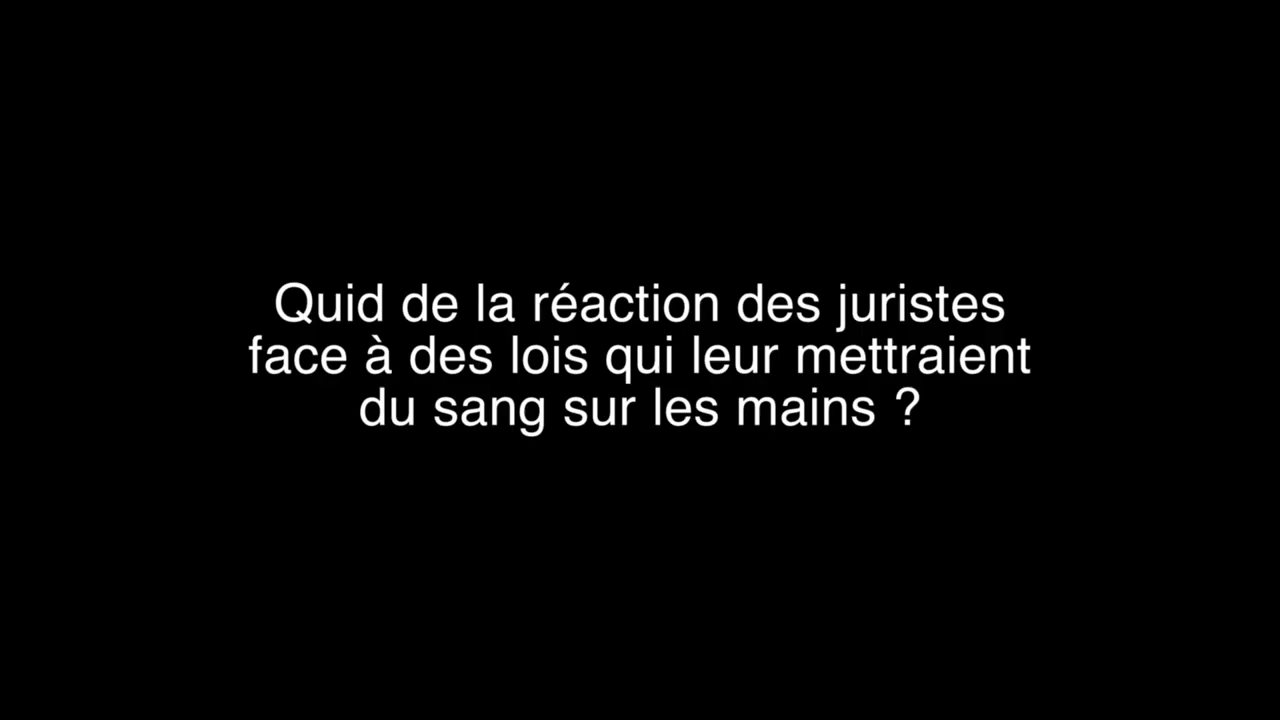 Quid de la réaction des juristes
face à des lois qui leur mettraient
du sang sur les mains ?